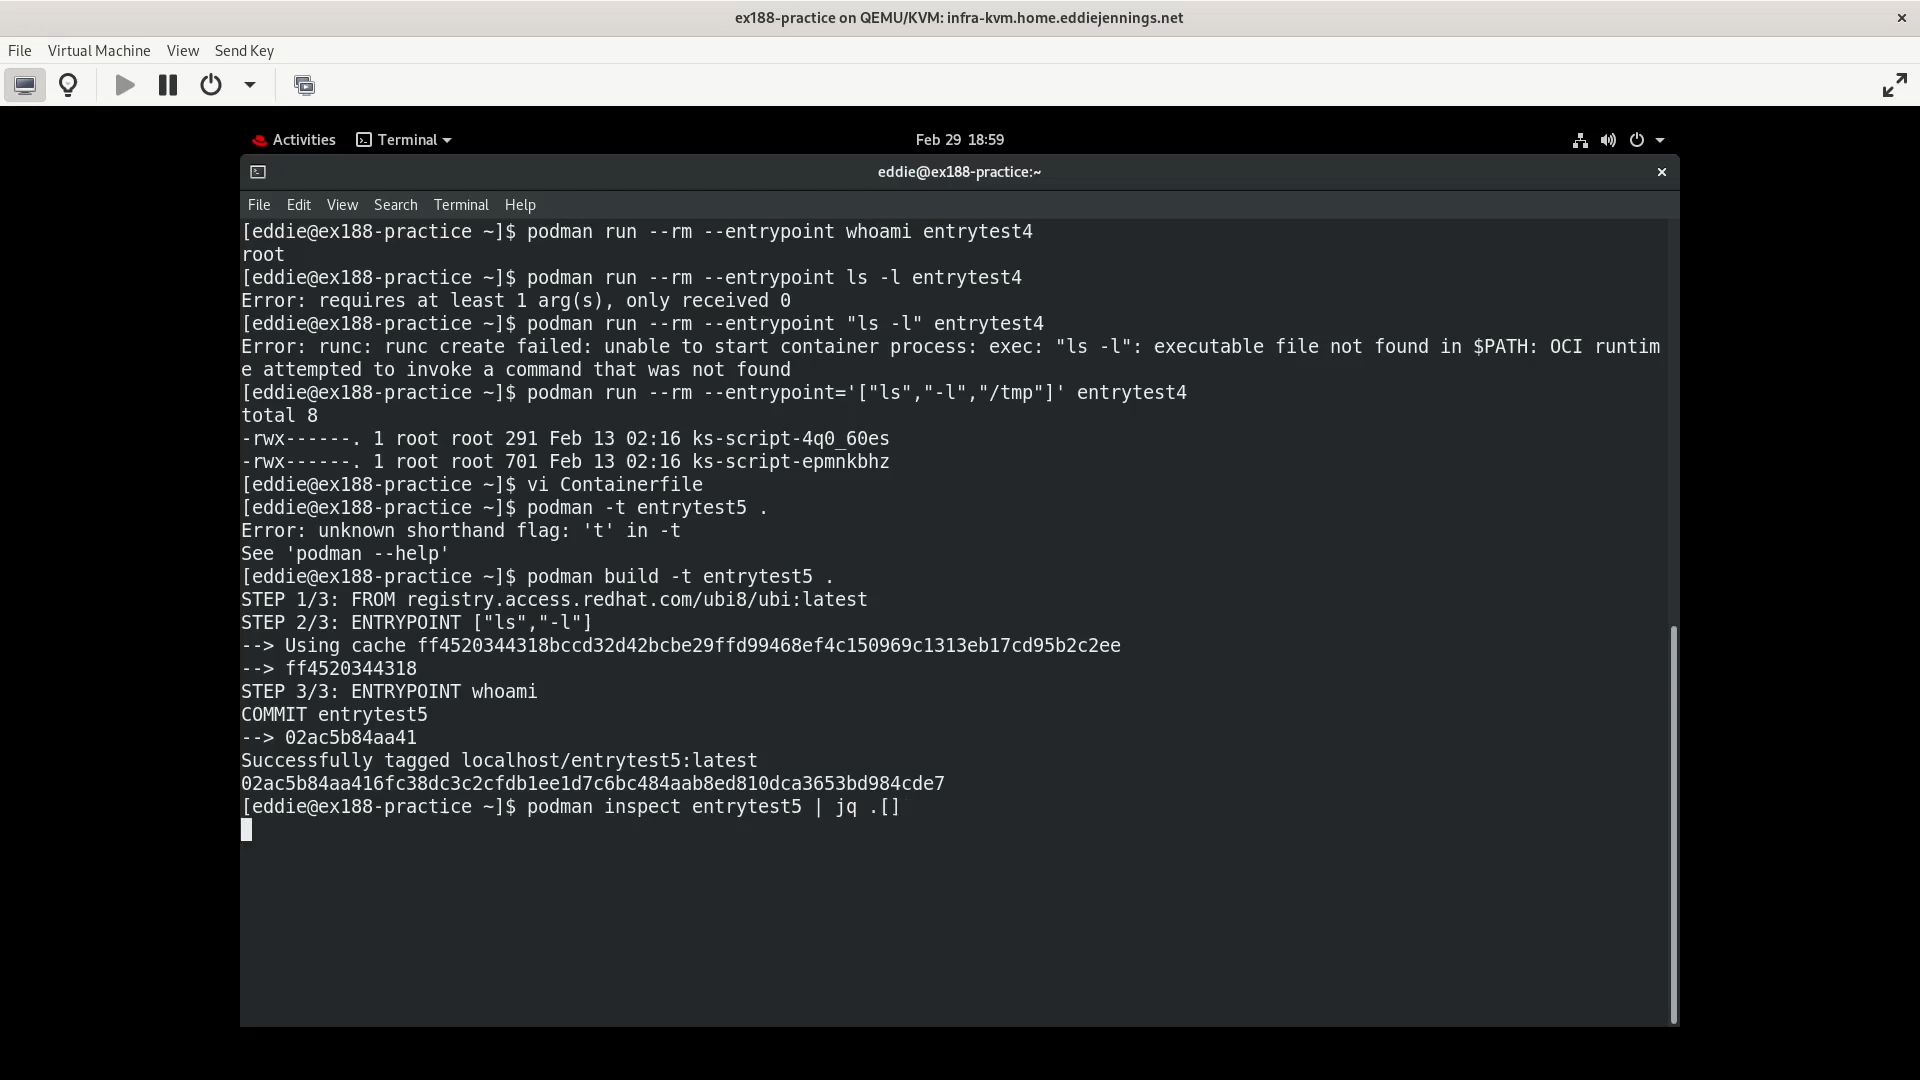 ex188-practice on QEMU/KVM: infra-kvm.home.eddiejennings.net
File Virtual Machine View Send Key
Activities Terminal Feb 29 18:59
eddie@ex188-practice:~
File Edit View Search Terminal Help
[eddie@ex188-practice ~]$ podman run --rm --entrypoint whoami entrytest4
root
[eddie@ex188-practice ~]$ podman run --rm --entrypoint ls -l entrytest4
Error: requires at least 1 arg(s), only received 0
[eddie@ex188-practice ~]$ podman run --rm --entrypoint "ls -l" entrytest4
Error: runc: runc create failed: unable to start container process: exec: "ls -l": executable file not found in $PATH: OCI runtim
e attempted to invoke a command that was not found
[eddie@ex188-practice ~]$ podman run --rm --entrypoint='["ls","-l","/tmp"]' entrytest4
total 8
-rwx------. 1 root root 291 Feb 13 02:16 ks-script-4q0_60es
-rwx------. 1 root root 701 Feb 13 02:16 ks-script-epmnkbhz
[eddie@ex188-practice ~]$ vi Containerfile
[eddie@ex188-practice ~]$ podman -t entrytest5 .
Error: unknown shorthand flag: 't' in -t
See 'podman --help'
[eddie@ex188-practice ~]$ podman build -t entrytest5 .
STEP 1/3: FROM registry.access.redhat.com/ubi8/ubi:latest
STEP 2/3: ENTRYPOINT ["ls","-l"]
--> Using cache ff4520344318bccd32d42bcbe29ffd99468ef4c150969c1313eb17cd95b2c2ee
--> ff4520344318
STEP 3/3: ENTRYPOINT whoami
COMMIT entrytest5
--> 02ac5b84aa41
Successfully tagged localhost/entrytest5:latest
02ac5b84aa416fc38dc3c2cfdb1ee1d7c6bc484aab8ed810dca3653bd984cde7
[eddie@ex188-practice ~]$ podman inspect entrytest5 | jq .[]